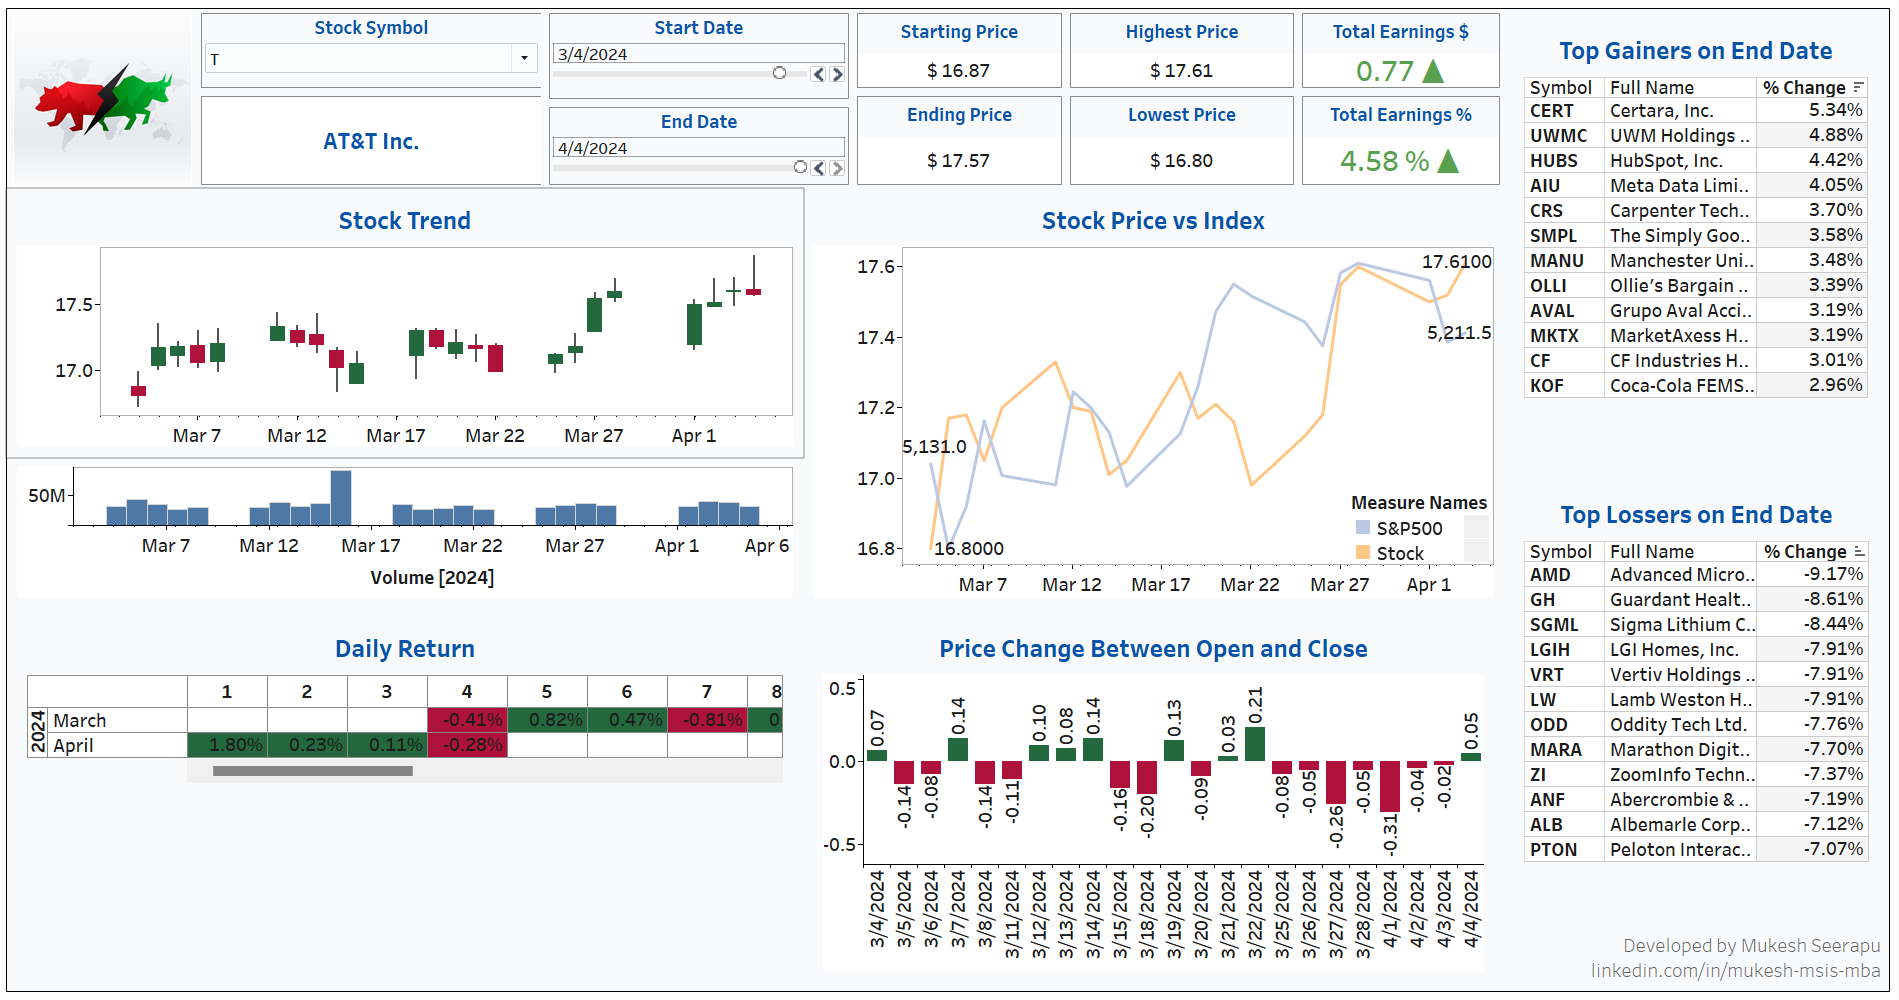 Stock Symbol
T
AT&T Inc.
Start Date
3/4/2024
End Date
4/4/2024
Starting Price
$ 16.87
Ending Price
$ 17.57
Highest Price
$ 17.61
Lowest Price
$ 16.80
Total Earnings $
0.77 ▲
Total Earnings %
4.58 % ▲
Stock Trend
17.5
17.0
Mar 7 Mar 12 Mar 17 Mar 22 Mar 27 Apr 1
50M
Mar 7 Mar 12 Mar 17 Mar 22 Mar 27 Apr 1 Apr 6
Volume [2024]
Stock Price vs Index
17.6
17.4
17.2
17.0
16.8
17.6100
5,211.5
5,131.0
16.8000
Measure Names
S&P500
Stock
Mar 7 Mar 12 Mar 17 Mar 22 Mar 27 Apr 1
Daily Return
1 2 3 4 5 6 7 8
2024
March -0.41% 0.82% 0.47% -0.81% 0
April 1.80% 0.23% 0.11% -0.28%
Price Change Between Open and Close
0.5
0.0
-0.5
0.07 -0.14 -0.08 0.14 -0.14 -0.11 0.10 0.08 0.14 -0.16 -0.20 0.13 -0.09 0.03 0.21 -0.08 -0.05 -0.26 -0.05 -0.31 -0.04 -0.02 0.05
3/4/2024 3/5/2024 3/6/2024 3/7/2024 3/8/2024 3/11/2024 3/12/2024 3/13/2024 3/14/2024 3/15/2024 3/18/2024 3/19/2024 3/20/2024 3/21/2024 3/22/2024 3/25/2024 3/26/2024 3/27/2024 3/28/2024 4/1/2024 4/2/2024 4/3/2024 4/4/2024
Top Gainers on End Date
Symbol Full Name % Change
CERT Certara, Inc. 5.34%
UWMC UWM Holdings .. 4.88%
HUBS HubSpot, Inc. 4.42%
AIU Meta Data Limi.. 4.05%
CRS Carpenter Tech.. 3.70%
SMPL The Simply Goo.. 3.58%
MANU Manchester Uni.. 3.48%
OLLI Ollie's Bargain .. 3.39%
AVAL Grupo Aval Acci.. 3.19%
MKTX MarketAxess H.. 3.19%
CF CF Industries H.. 3.01%
KOF Coca-Cola FEMS.. 2.96%
Top Lossers on End Date
Symbol Full Name % Change
AMD Advanced Micro.. -9.17%
GH Guardant Healt.. -8.61%
SGML Sigma Lithium C.. -8.44%
LGIH LGI Homes, Inc. -7.91%
VRT Vertiv Holdings .. -7.91%
LW Lamb Weston H.. -7.91%
ODD Oddity Tech Ltd. -7.76%
MARA Marathon Digit.. -7.70%
ZI ZoomInfo Techn.. -7.37%
ANF Abercrombie & .. -7.19%
ALB Albemarle Corp.. -7.12%
PTON Peloton Interac.. -7.07%
Developed by Mukesh Seerapu
linkedin.com/in/mukesh-msis-mba